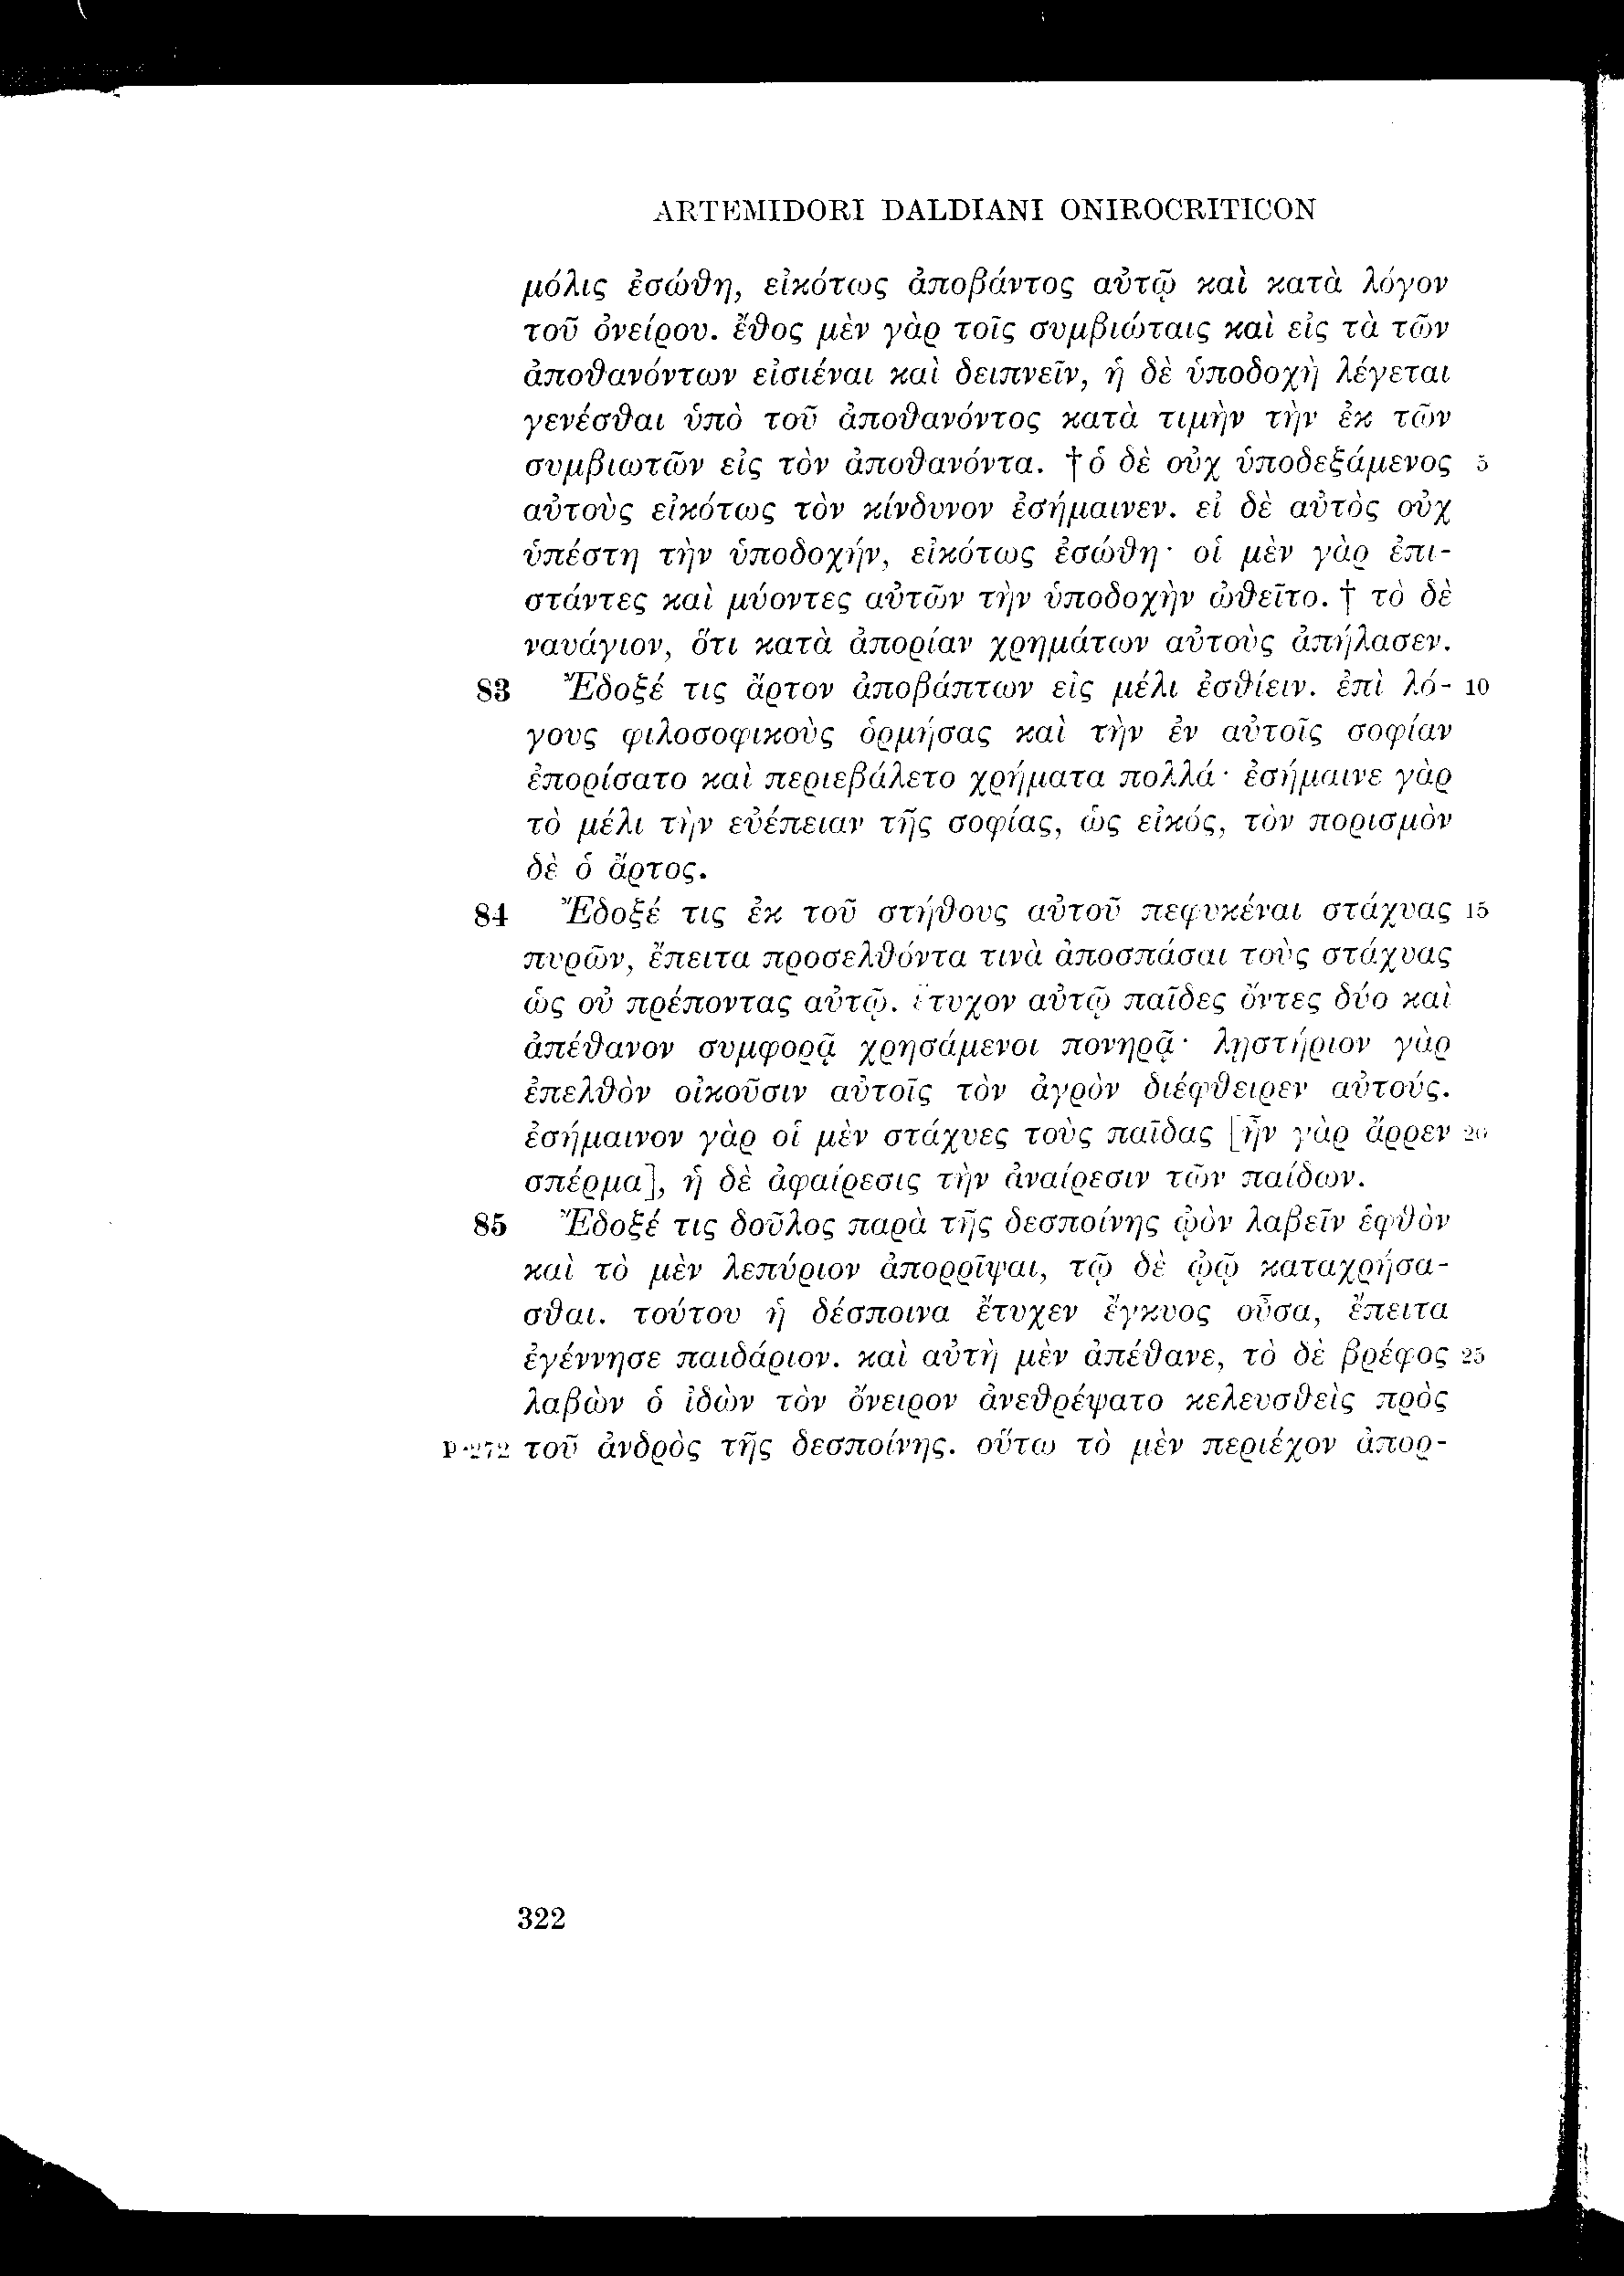 ARTEMIDORI DALDIANI ONIROCRITICON
μόλις ἐσώθη, εἰκότως ἀποβάντος αὐτῷ καὶ κατὰ λόγον
τοῦ ὀνείρου. ἔθος μὲν γὰρ τοῖς συμβιώταις καὶ εἰς τὰ τῶν
ἀποθανόντων εἰσιέναι καὶ δειπνεῖν, ἡ δὲ ὑποδοχὴ λέγεται
γενέσθαι ὑπὸ τοῦ ἀποθανόντος κατὰ τιμὴν τὴν ἐκ τῶν
συμβιωτῶν εἰς τὸν ἀποθανόντα. † ὁ δὲ οὐχ ὑποδεξάμενος 5
αὐτοὺς εἰκότως τὸν κίνδυνον ἐσήμαινεν. εἰ δὲ αὐτὸς οὐχ
ὑπέστη τὴν ὑποδοχήν, εἰκότως ἐσώθη· οἱ μὲν γὰρ ἐπι-
στάντες καὶ μύοντες αὐτῶν τὴν ὑποδοχὴν ὠθεῖτο. † τὸ δὲ
ναυάγιον, ὅτι κατὰ ἀπορίαν χρημάτων αὐτοὺς ἀπήλασεν.
83 Ἔδοξέ τις ἄρτον ἀποβάπτων εἰς μέλι ἐσθίειν. ἐπὶ λό- 10
γους φιλοσοφικοὺς ὁρμήσας καὶ τὴν ἐν αὐτοῖς σοφίαν
ἐπορίσατο καὶ περιεβάλετο χρήματα πολλά· ἐσήμαινε γὰρ
τὸ μέλι τὴν εὐέπειαν τῆς σοφίας, ὡς εἰκός, τὸν πορισμὸν
δὲ ὁ ἄρτος.
84 Ἔδοξέ τις ἐκ τοῦ στήθους αὐτοῦ πεφυκέναι στάχυας 15
πυρῶν, ἔπειτα προσελθόντα τινὰ ἀποσπάσαι τοὺς στάχυας
ὡς οὐ πρέποντας αὐτῷ. ἔτυχον αὐτῷ παῖδες ὄντες δύο καὶ
ἀπέθανον συμφορᾷ χρησάμενοι πονηρᾷ· λῃστήριον γὰρ
ἐπελθὸν οἰκοῦσιν αὐτοῖς τὸν ἀγρὸν διέφθειρεν αὐτούς.
ἐσήμαινον γὰρ οἱ μὲν στάχυες τοὺς παῖδας [ἦν γὰρ ἄρρεν 20
σπέρμα], ἡ δὲ ἀφαίρεσις τὴν ἀναίρεσιν τῶν παίδων.
85 Ἔδοξέ τις δοῦλος παρὰ τῆς δεσποίνης ᾠὸν λαβεῖν ἑφθὸν
καὶ τὸ μὲν λεπύριον ἀπορρῖψαι, τῷ δὲ ᾠῷ καταχρήσα-
σθαι. τούτου ἡ δέσποινα ἔτυχεν ἔγκυος οὖσα, ἔπειτα
ἐγέννησε παιδάριον. καὶ αὐτὴ μὲν ἀπέθανε, τὸ δὲ βρέφος 25
λαβὼν ὁ ἰδὼν τὸν ὄνειρον ἀνεθρέψατο κελευσθεὶς πρὸς
p. 272 τοῦ ἀνδρὸς τῆς δεσποίνης. οὕτω τὸ μὲν περιέχον ἀπορ-
322